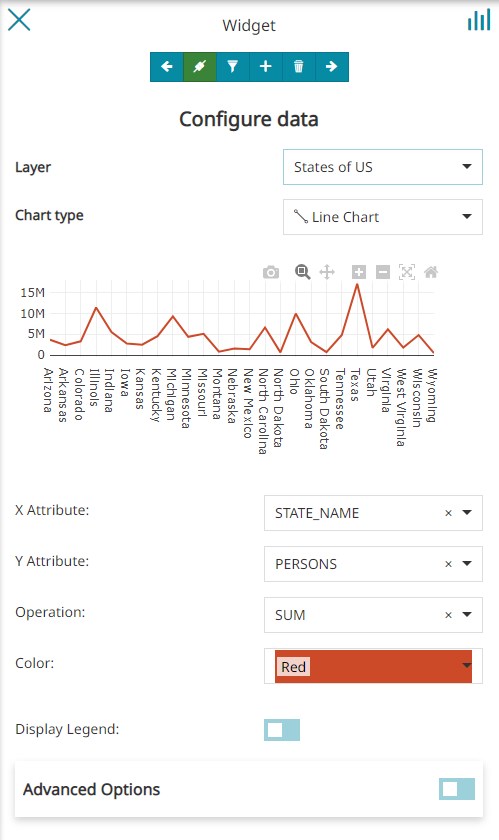 Widget
Configure data
Layer
States of US
Chart type
Line Chart
15M
10M
5M
0
Arizona
Arkansas
Colorado
Illinois
Indiana
Iowa
Kansas
Kentucky
Michigan
Minnesota
Missouri
Montana
Nebraska
New Mexico
North Carolina
North Dakota
Ohio
Oklahoma
South Dakota
Tennessee
Texas
Utah
Virginia
West Virginia
Wisconsin
Wyoming
X Attribute:
STATE_NAME ×
Y Attribute:
PERSONS ×
Operation:
SUM ×
Color:
Red
Display Legend:
Advanced Options